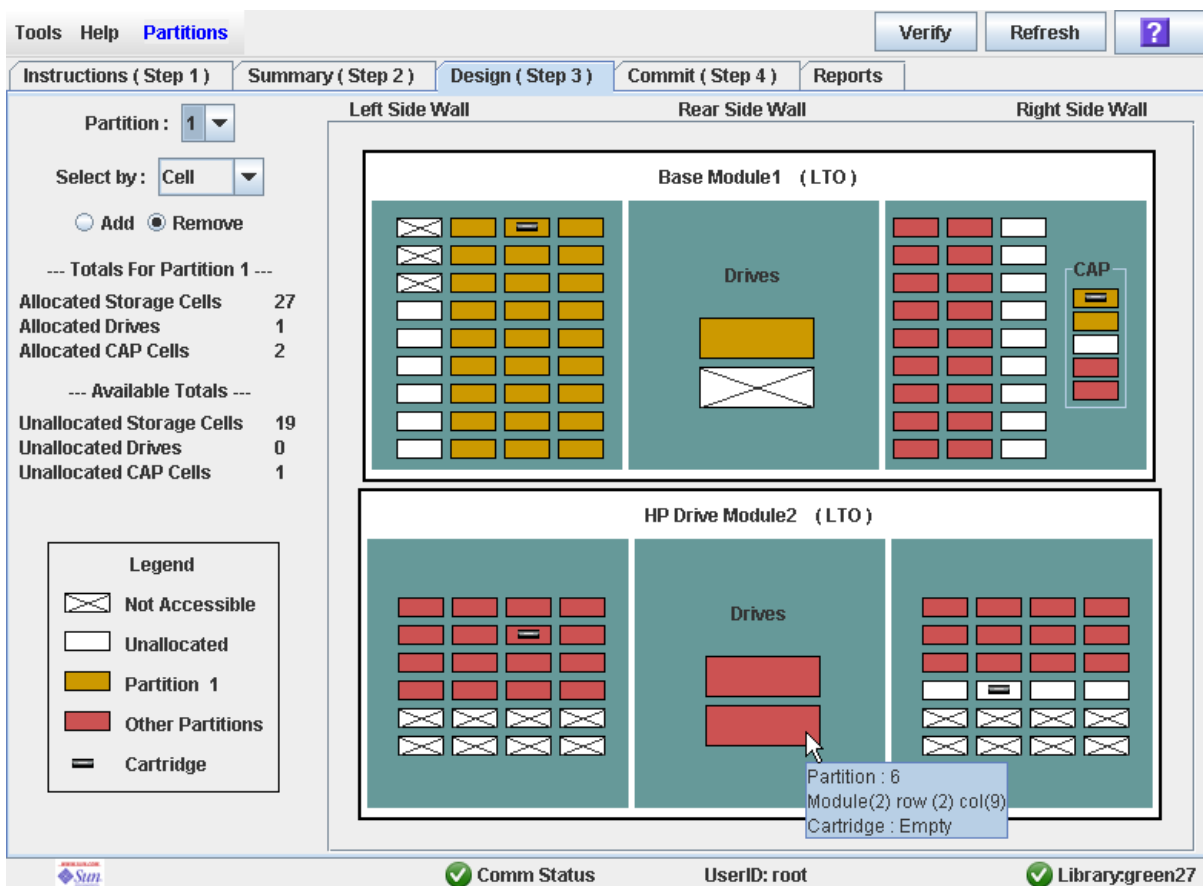 Tools Help Partitions Verify Refresh ?
Instructions ( Step 1 ) Summary ( Step 2 ) Design ( Step 3 ) Commit ( Step 4 ) Reports
Partition : 1
Select by : Cell
Add Remove
--- Totals For Partition 1 ---
Allocated Storage Cells 27
Allocated Drives 1
Allocated CAP Cells 2
--- Available Totals ---
Unallocated Storage Cells 19
Unallocated Drives 0
Unallocated CAP Cells 1
Legend
Not Accessible
Unallocated
Partition 1
Other Partitions
Cartridge
Left Side Wall Rear Side Wall Right Side Wall
Base Module1 ( LTO )
Drives
CAP
HP Drive Module2 ( LTO )
Drives
Partition : 6
Module(2) row (2) col(9)
Cartridge : Empty
Sun
Comm Status UserID: root Library:green27